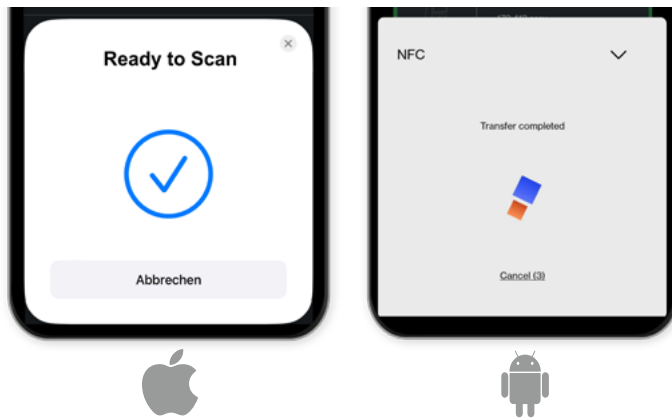 Ready to Scan
Abbrechen
NFC
Transfer completed
Cancel (3)